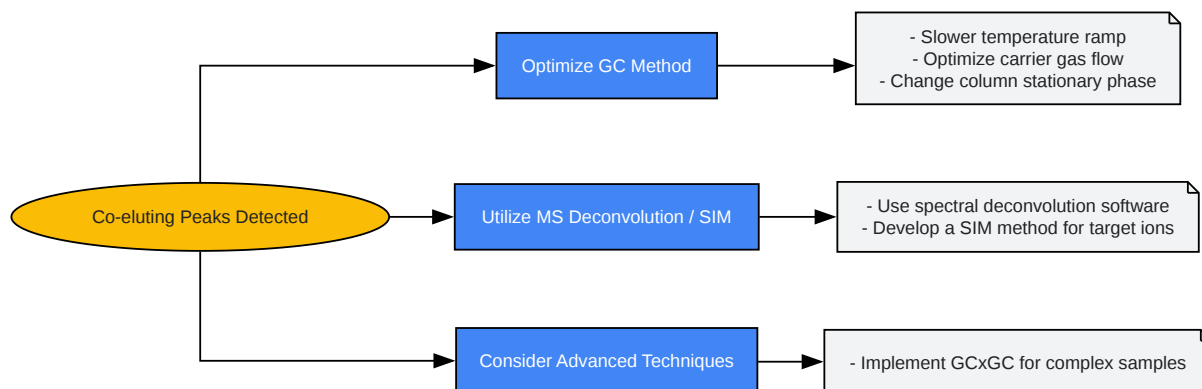 Optimize GC Method
- Slower temperature ramp
- Optimize carrier gas flow
- Change column stationary phase
Co-eluting Peaks Detected
Utilize MS Deconvolution / SIM
- Use spectral deconvolution software
- Develop a SIM method for target ions
Consider Advanced Techniques
- Implement GCxGC for complex samples